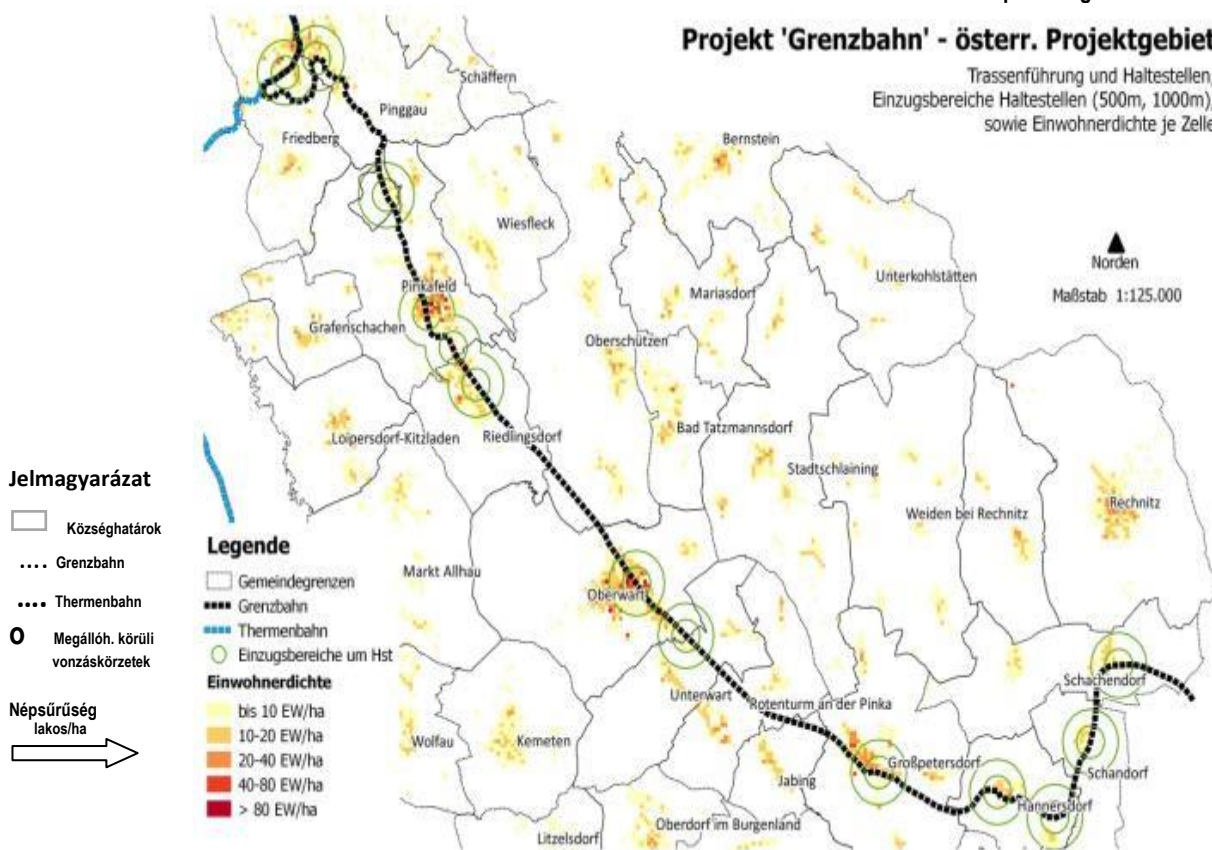 Projekt 'Grenzbahn' - österr. Projektgebiet
Trassenführung und Haltestellen,
Einzugsbereiche Haltestellen (500m, 1000m),
sowie Einwohnerdichte je Zelle
Schäffern
Pinggau
Friedberg
Bernstein
Wiesfleck
Norden
Maßstab 1:125.000
Unterkohlstätten
Pinkafeld
Mariasdorf
Grafenschachen
Oberschützen
Loipersdorf-Kitzladen
Riedlingsdorf
Bad Tatzmannsdorf
Stadtschlaining
Rechnitz
Weiden bei Rechnitz
Markt Allhau
Oberwart
Schachendorf
Unterwart
Rotenturm an der Pinka
Wolfau
Kemeten
Großpetersdorf
Schandorf
Jabing
Hannersdorf
Oberdorf im Burgenland
Litzelsdorf
Jelmagyarázat
Községhatárok
.... Grenzbahn
.... Thermenbahn
O Megállóh. körüli
vonzáskörzetek
Népsűrűség
lakos/ha
Legende
Gemeindegrenzen
Grenzbahn
Thermenbahn
Einzugsbereiche um Hst
Einwohnerdichte
bis 10 EW/ha
10-20 EW/ha
20-40 EW/ha
40-80 EW/ha
> 80 EW/ha